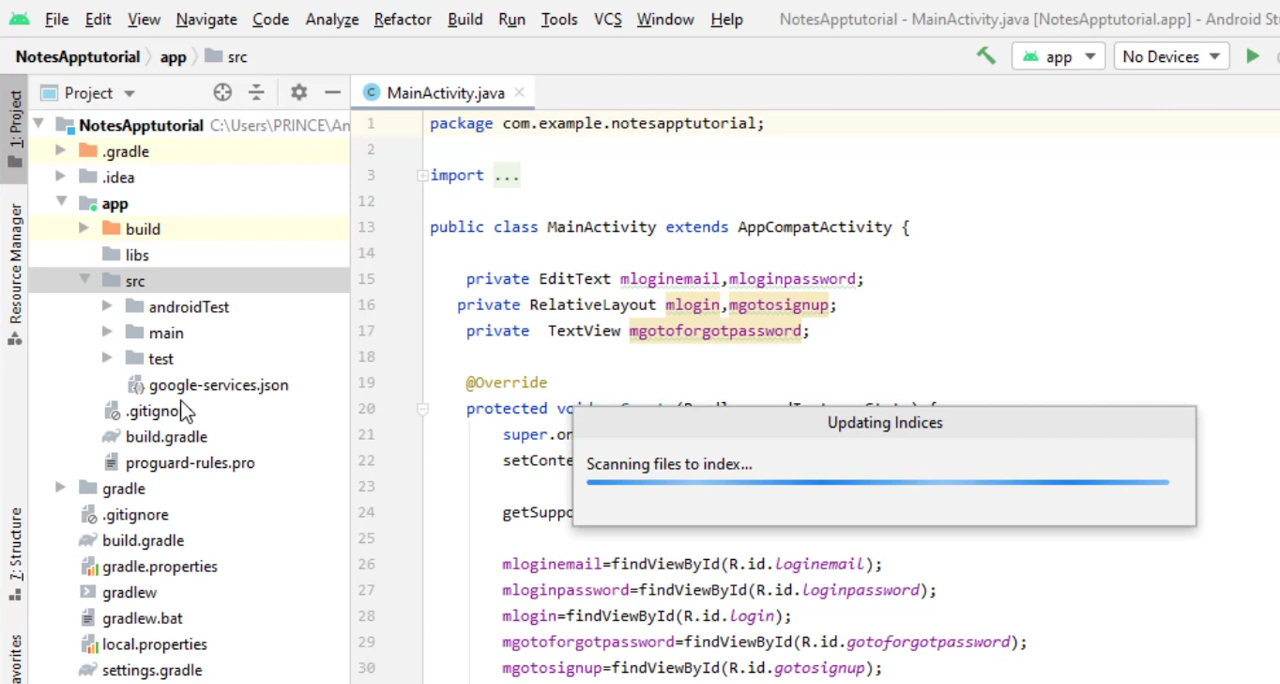 File Edit View Navigate Code Analyze Refactor Build Run Tools VCS Window Help NotesApptutorial - MainActivity.java [NotesApptutorial.app] - Android
NotesApptutorial app src app No Devices
1: Project
Resource Manager
7: Structure
Project
NotesApptutorial C:\Users\PRINCE\An
.gradle
.idea
app
build
libs
src
androidTest
main
test
google-services.json
.gitigno
build.gradle
proguard-rules.pro
gradle
.gitignore
build.gradle
gradle.properties
gradlew
gradlew.bat
local.properties
settings.gradle
MainActivity.java
1 package com.example.notesapptutorial;
2
3 import ...
12
13 public class MainActivity extends AppCompatActivity {
14
15 private EditText mloginemail,mloginpassword;
16 private RelativeLayout mlogin,mgotosignup;
17 private TextView mgotoforgotpassword;
18
19 @Override
20 protected
21 super.on
22 setConte
23
24 getSuppo
25
26 mloginemail=findViewById(R.id.loginemail);
27 mloginpassword=findViewById(R.id.loginpassword);
28 mlogin=findViewById(R.id.login);
29 mgotoforgotpassword=findViewById(R.id.gotoforgotpassword);
30 mgotosignup=findViewById(R.id.gotosignup);
Updating Indices
Scanning files to index...